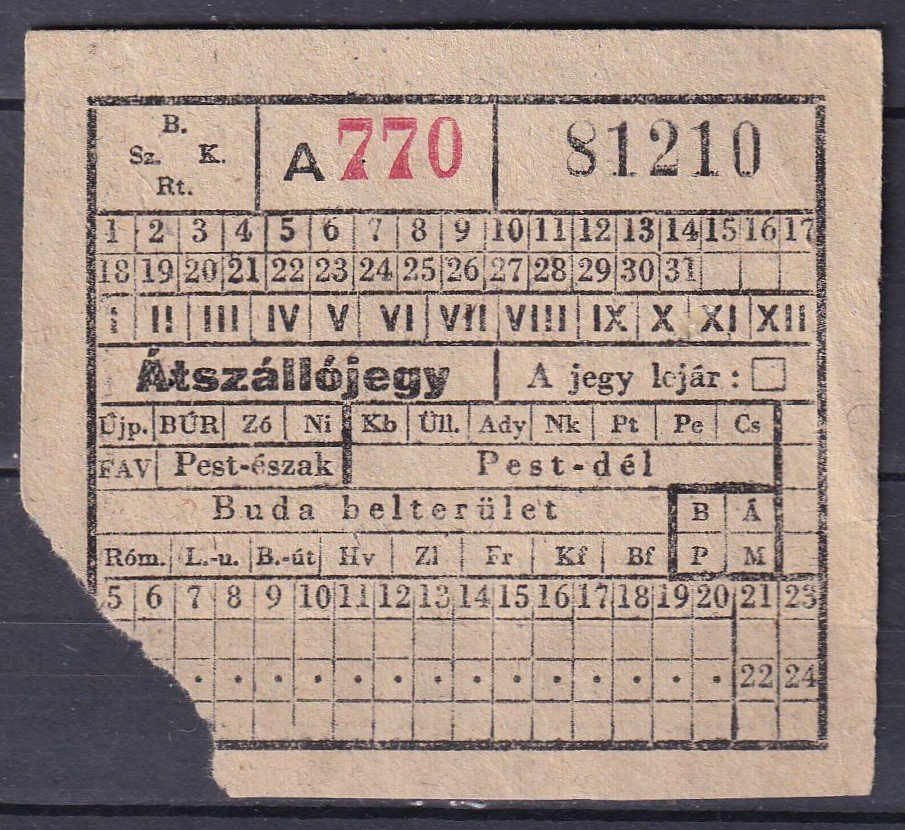 B.
Sz. K.
Rt.
A 770
81210
1 2 3 4 5 6 7 8 9 10 11 12 13 14 15 16 17
18 19 20 21 22 23 24 25 26 27 28 29 30 31
I II III IV V VI VII VIII IX X XI XII
Átszállójegy A jegy lejár:
Újp. BÚR Zó Ni Kb Üll. Ady Nk Pt Pe Cs
FAV Pest-észak Pest-dél
Buda belterület B Á
Róm. L.-u. B.-út Hv Zl Fr Kf Bf P M
5 6 7 8 9 10 11 12 13 14 15 16 17 18 19 20 21 23
• • • • • • • • • • • • • • 22 24